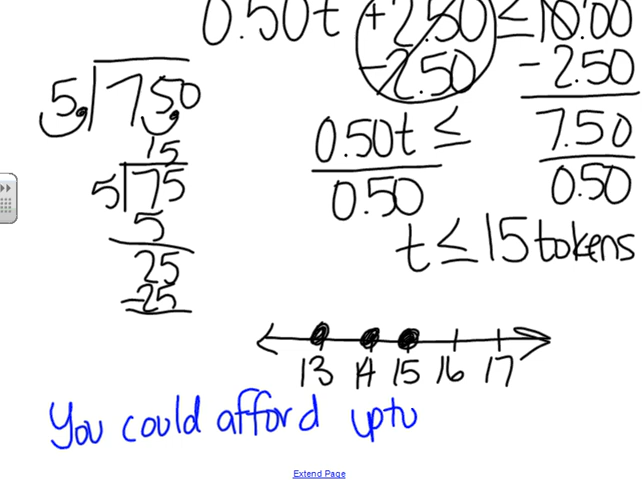 0.50t +2.50 ≤ 10.00
-2.50 - 2.50
0.50t ≤ 7.50
0.50 0.50
t ≤ 15 tokens
5. 750
15
5 75
5
25
-25
13 14 15 16 17
You could afford upto
Extend Page